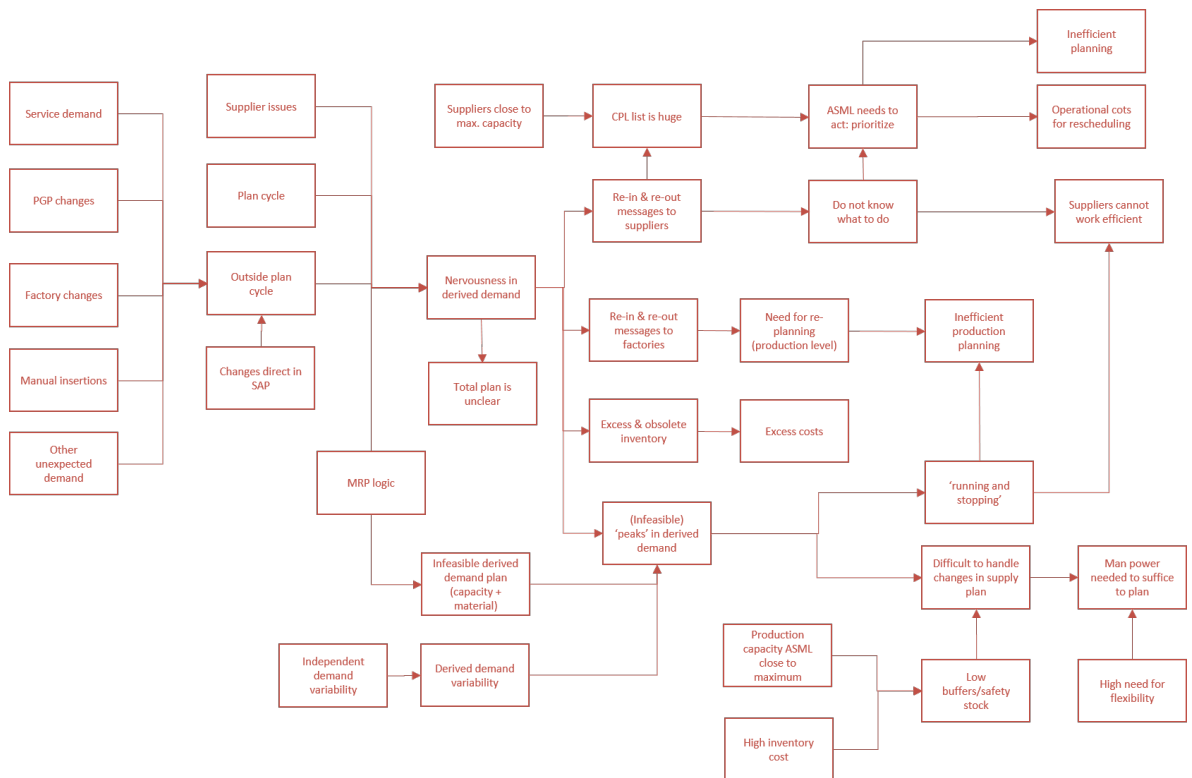 Inefficient
planning
Service demand
Supplier issues
Suppliers close to
max. capacity
CPL list is huge
ASML needs to
act: prioritize
Operational cots
for rescheduling
PGP changes
Plan cycle
Re-in & re-out
messages to
suppliers
Do not know
what to do
Suppliers cannot
work efficient
Factory changes
Outside plan
cycle
Nervousness in
derived demand
Re-in & re-out
messages to
factories
Need for re-
planning
(production level)
Inefficient
production
planning
Manual insertions
Changes direct in
SAP
Total plan is
unclear
Excess & obsolete
inventory
Excess costs
Other
unexpected
demand
MRP logic
(Infeasible)
‘peaks’ in derived
demand
‘running and
stopping’
Infeasible derived
demand plan
(capacity +
material)
Difficult to handle
changes in supply
plan
Man power
needed to suffice
to plan
Independent
demand
variability
Derived demand
variability
Production
capacity ASML
close to
maximum
Low
buffers/safety
stock
High need for
flexibility
High inventory
cost